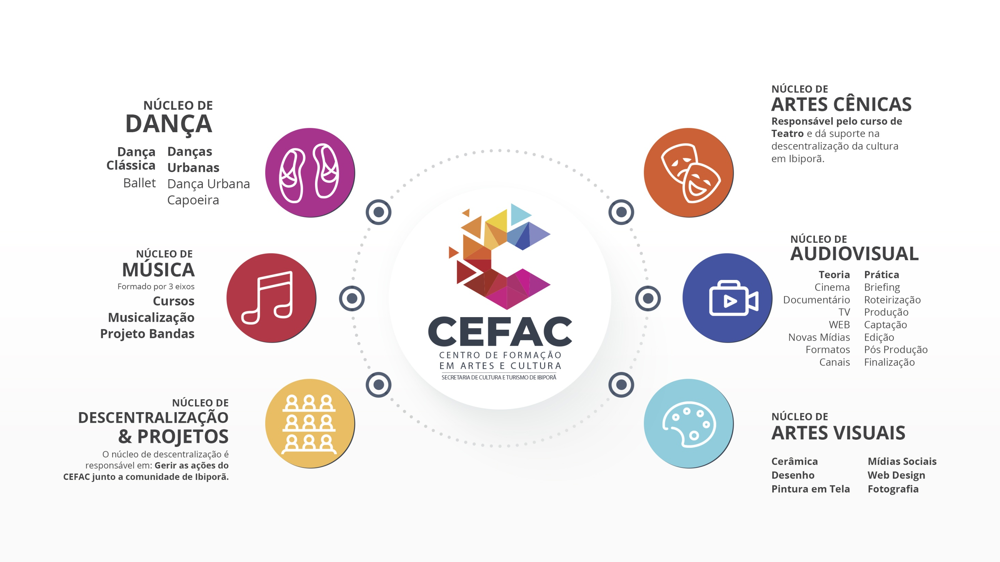 NÚCLEO DE
DANÇA
Dança
Clássica
Ballet
Danças
Urbanas
Dança Urbana
Capoeira
NÚCLEO DE
MÚSICA
Formado por 3 eixos
Cursos
Musicalização
Projeto Bandas
NÚCLEO DE
DESCENTRALIZAÇÃO
& PROJETOS
O núcleo de descentralização é
responsável em: Gerir as ações do
CEFAC junto a comunidade de Ibiporã.
CEFAC
CENTRO DE FORMAÇÃO
EM ARTES E CULTURA
SECRETARIA DE CULTURA E TURISMO DE IBIPORÃ
NÚCLEO DE
ARTES CÊNICAS
Responsável pelo curso de
Teatro e dá suporte na
descentralização da cultura
em Ibiporã.
NÚCLEO DE
AUDIOVISUAL
Teoria
Cinema
Documentário
TV
WEB
Novas Mídias
Formatos
Canais
Prática
Briefing
Roteirização
Produção
Captação
Edição
Pós Produção
Finalização
NÚCLEO DE
ARTES VISUAIS
Cerâmica
Desenho
Pintura em Tela
Mídias Sociais
Web Design
Fotografia